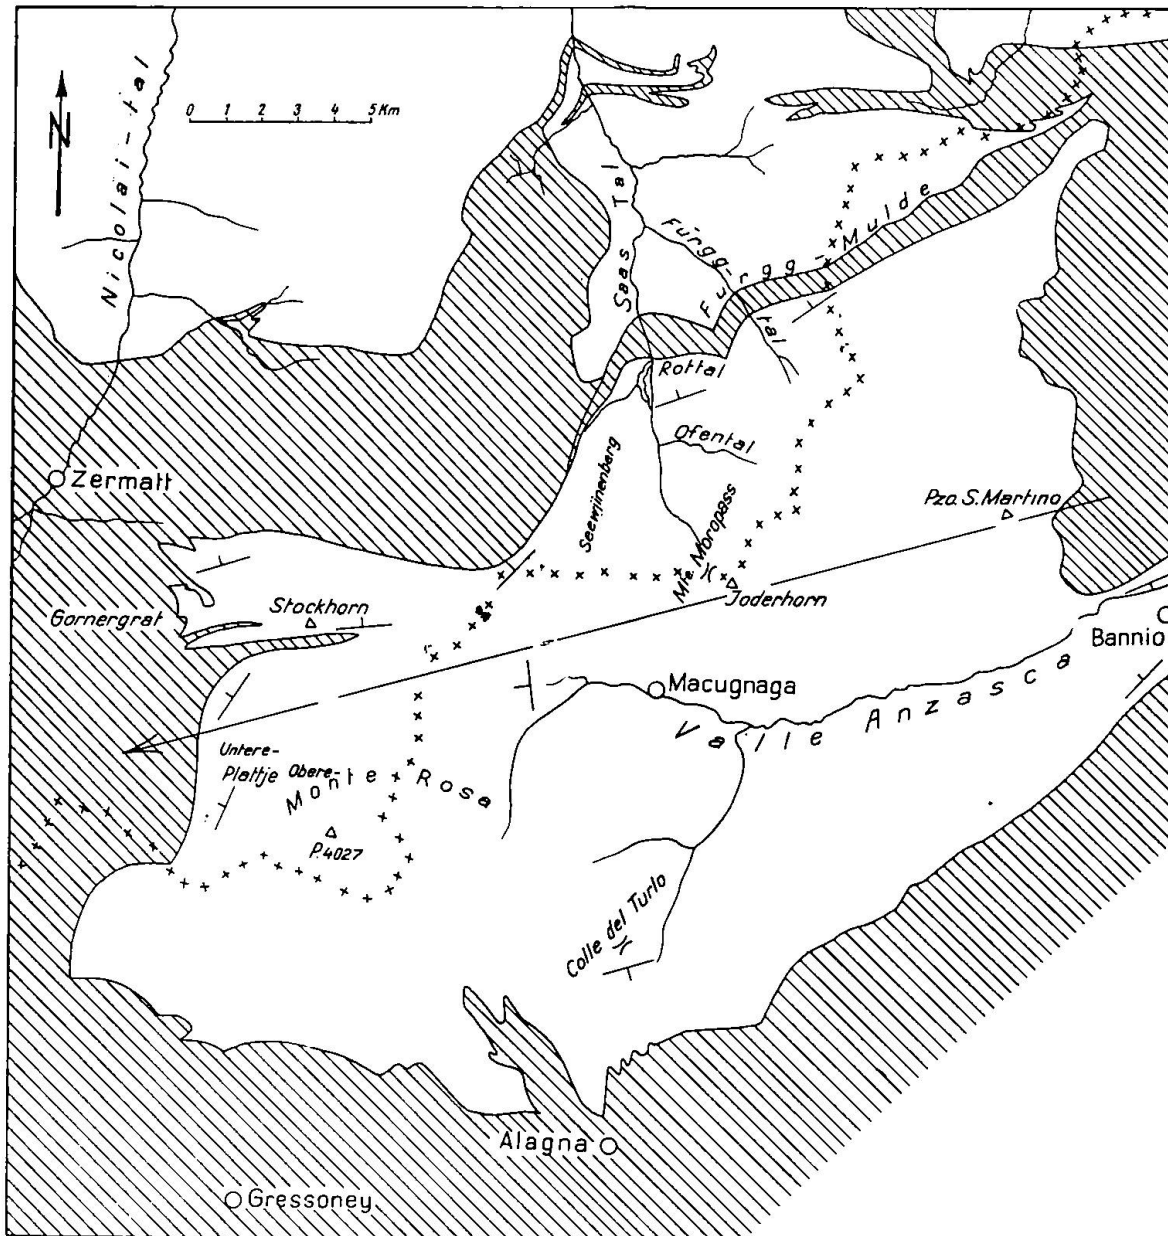 N
0 1 2 3 4 5 Km
Nicolai-tal
Saas Tal
Furgg-tal
Furgg-Mulde
Rottal
Ofental
Seewijnenberg
Zermatt
Mte. Moropass
Pzo. S. Martino
Joderhorn
Gornergrat
Stockhorn
Bannio
Macugnaga
Valle Anzasca
Untere-
Plattje Obere-
Monte Rosa
P.4027
Colle del Turlo
Alagna
Gressoney